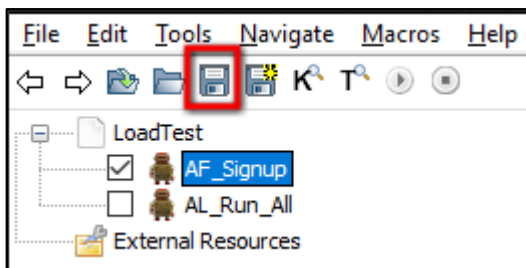 File Edit Tools Navigate Macros Help
K T
LoadTest
AF_Signup
AL_Run_All
External Resources